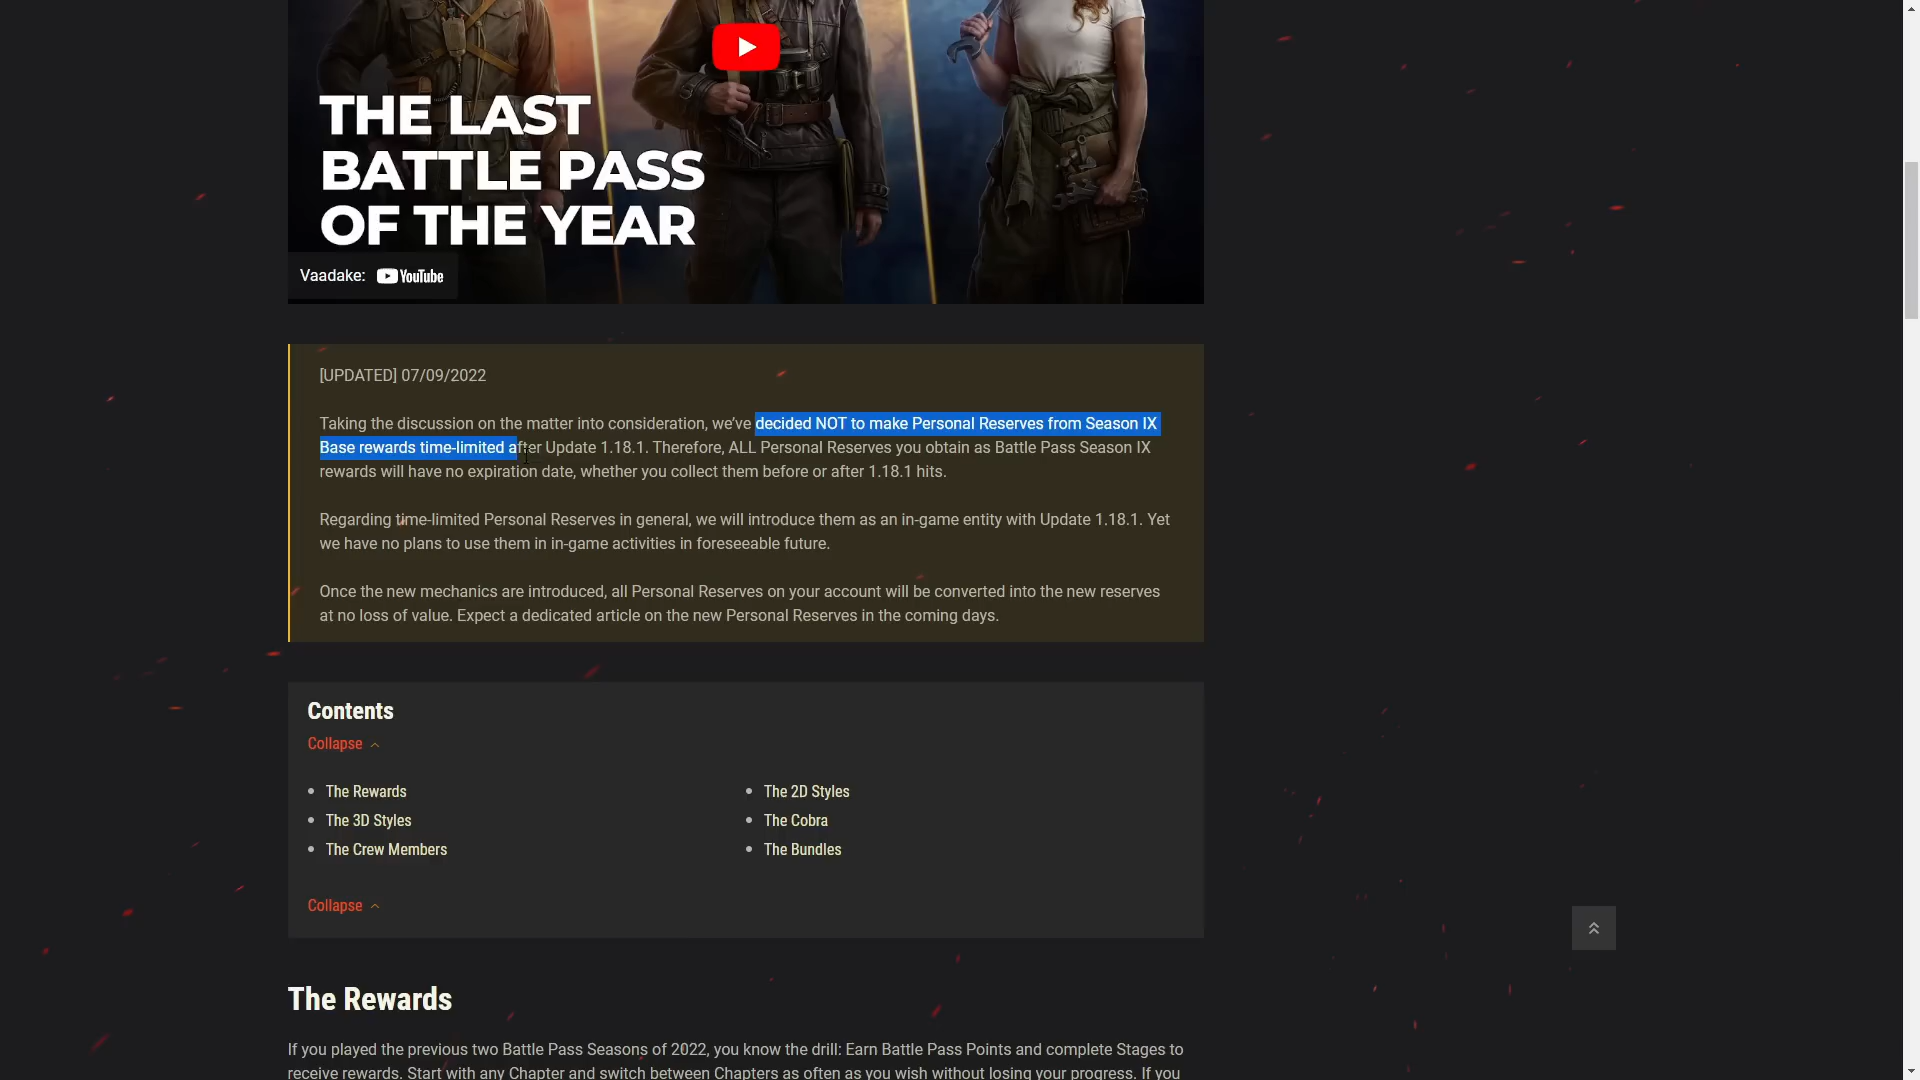 THE LAST
BATTLE PASS
OF THE YEAR
Vaadake: YouTube
[UPDATED] 07/09/2022
Taking the discussion on the matter into consideration, we've decided NOT to make Personal Reserves from Season IX
Base rewards time-limited after Update 1.18.1. Therefore, ALL Personal Reserves you obtain as Battle Pass Season IX
rewards will have no expiration date, whether you collect them before or after 1.18.1 hits.
Regarding time-limited Personal Reserves in general, we will introduce them as an in-game entity with Update 1.18.1. Yet
we have no plans to use them in in-game activities in foreseeable future.
Once the new mechanics are introduced, all Personal Reserves on your account will be converted into the new reserves
at no loss of value. Expect a dedicated article on the new Personal Reserves in the coming days.
Contents
Collapse
The Rewards
The 3D Styles
The Crew Members
The 2D Styles
The Cobra
The Bundles
Collapse
The Rewards
If you played the previous two Battle Pass Seasons of 2022, you know the drill: Earn Battle Pass Points and complete Stages to
receive rewards. Start with any Chapter and switch between Chapters as often as you wish without losing your progress. If you